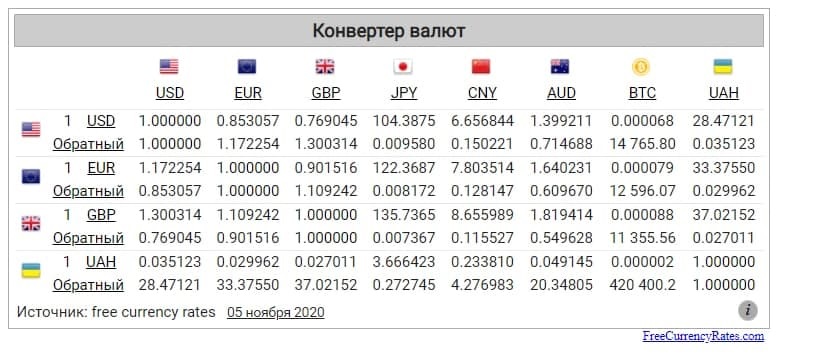 Конвертер валют
USD EUR GBP JPY CNY AUD BTC UAH
1 USD 1.000000 0.853057 0.769045 104.3875 6.656844 1.399211 0.000068 28.47121
Обратный 1.000000 1.172254 1.300314 0.009580 0.150221 0.714688 14 765.80 0.035123
1 EUR 1.172254 1.000000 0.901516 122.3687 7.803514 1.640231 0.000079 33.37550
Обратный 0.853057 1.000000 1.109242 0.008172 0.128147 0.609670 12 596.07 0.029962
1 GBP 1.300314 1.109242 1.000000 135.7365 8.655989 1.819414 0.000088 37.02152
Обратный 0.769045 0.901516 1.000000 0.007367 0.115527 0.549628 11 355.56 0.027011
1 UAH 0.035123 0.029962 0.027011 3.666423 0.233810 0.049145 0.000002 1.000000
Обратный 28.47121 33.37550 37.02152 0.272745 4.276983 20.34805 420 400.2 1.000000
Источник: free currency rates 05 ноября 2020
i
FreeCurrencyRates.com